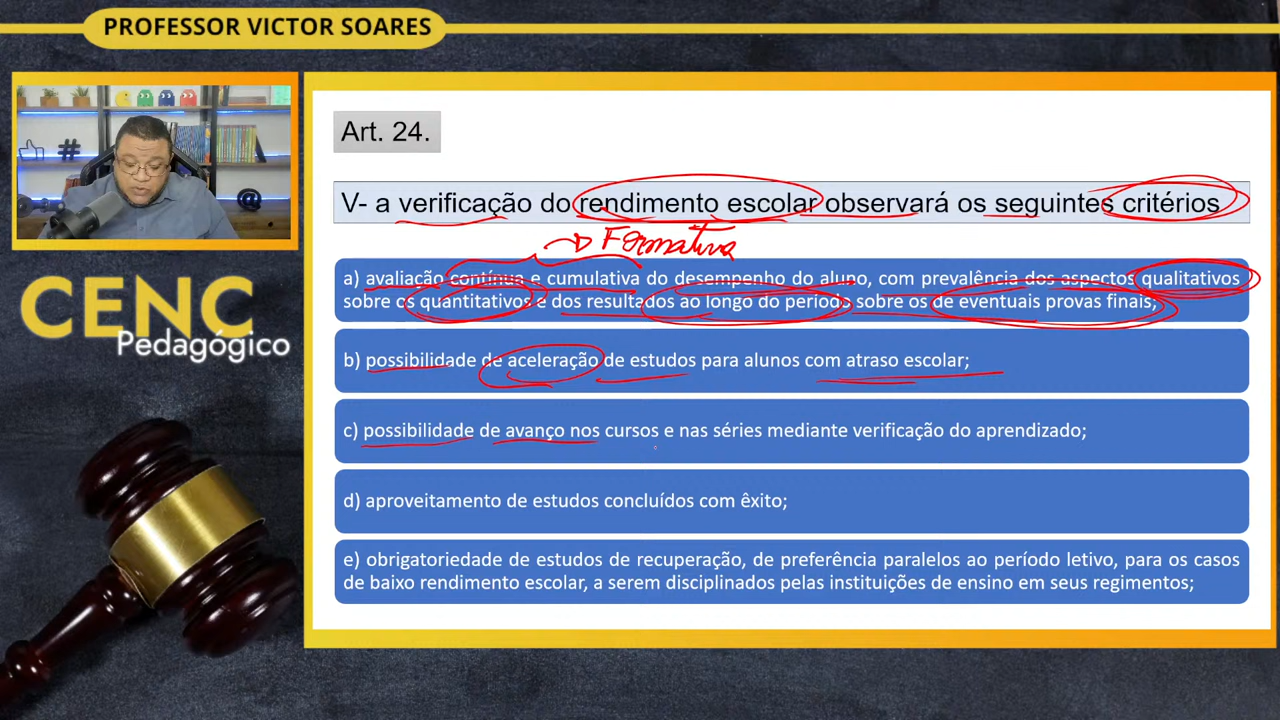 PROFESSOR VICTOR SOARES
#
@
CENC
Pedagógico
Art. 24.
V- a verificação do rendimento escolar observará os seguintes critérios
Formativa
a) avaliação contínua e cumulativa do desempenho do aluno, com prevalência dos aspectos qualitativos
sobre os quantitativos e dos resultados ao longo do período sobre os de eventuais provas finais;
b) possibilidade de aceleração de estudos para alunos com atraso escolar;
c) possibilidade de avanço nos cursos e nas séries mediante verificação do aprendizado;
d) aproveitamento de estudos concluídos com êxito;
e) obrigatoriedade de estudos de recuperação, de preferência paralelos ao período letivo, para os casos
de baixo rendimento escolar, a serem disciplinados pelas instituições de ensino em seus regimentos;